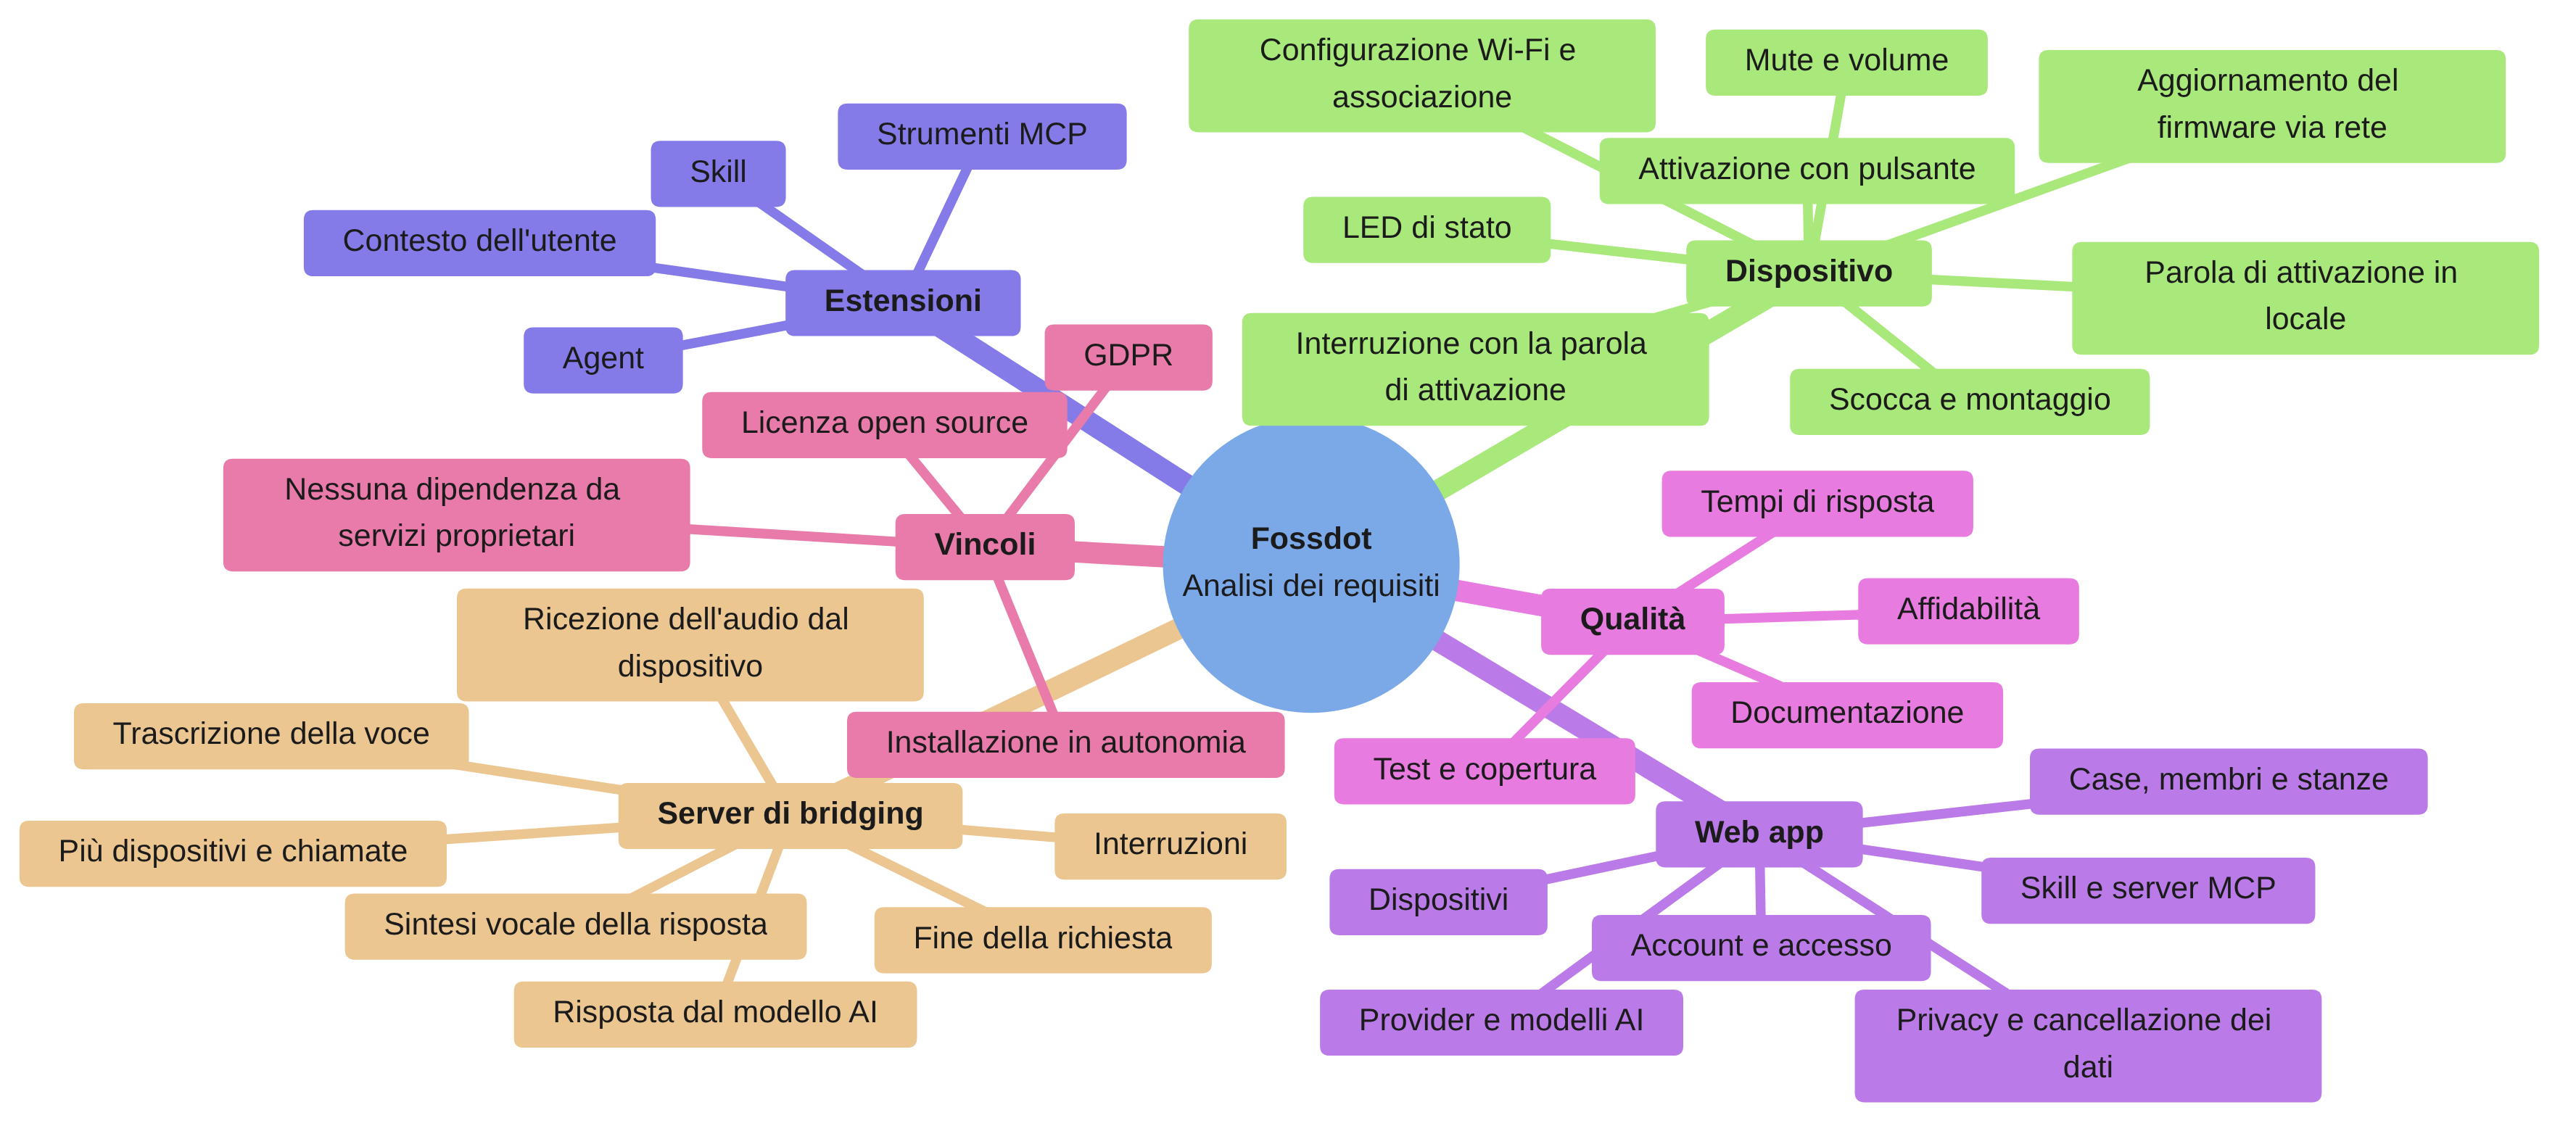 Configurazione Wi-Fi e
associazione
Mute e volume
Aggiornamento del
firmware via rete
Attivazione con pulsante
LED di stato
Dispositivo
Parola di attivazione in
locale
Interruzione con la parola
di attivazione
Scocca e montaggio
Strumenti MCP
Skill
Contesto dell'utente
Estensioni
Agent
GDPR
Licenza open source
Nessuna dipendenza da
servizi proprietari
Vincoli
Installazione in autonomia
Fossdot
Analisi dei requisiti
Tempi di risposta
Qualità
Affidabilità
Documentazione
Test e copertura
Ricezione dell'audio dal
dispositivo
Trascrizione della voce
Server di bridging
Più dispositivi e chiamate
Interruzioni
Sintesi vocale della risposta
Fine della richiesta
Risposta dal modello AI
Case, membri e stanze
Web app
Skill e server MCP
Dispositivi
Account e accesso
Provider e modelli AI
Privacy e cancellazione dei
dati